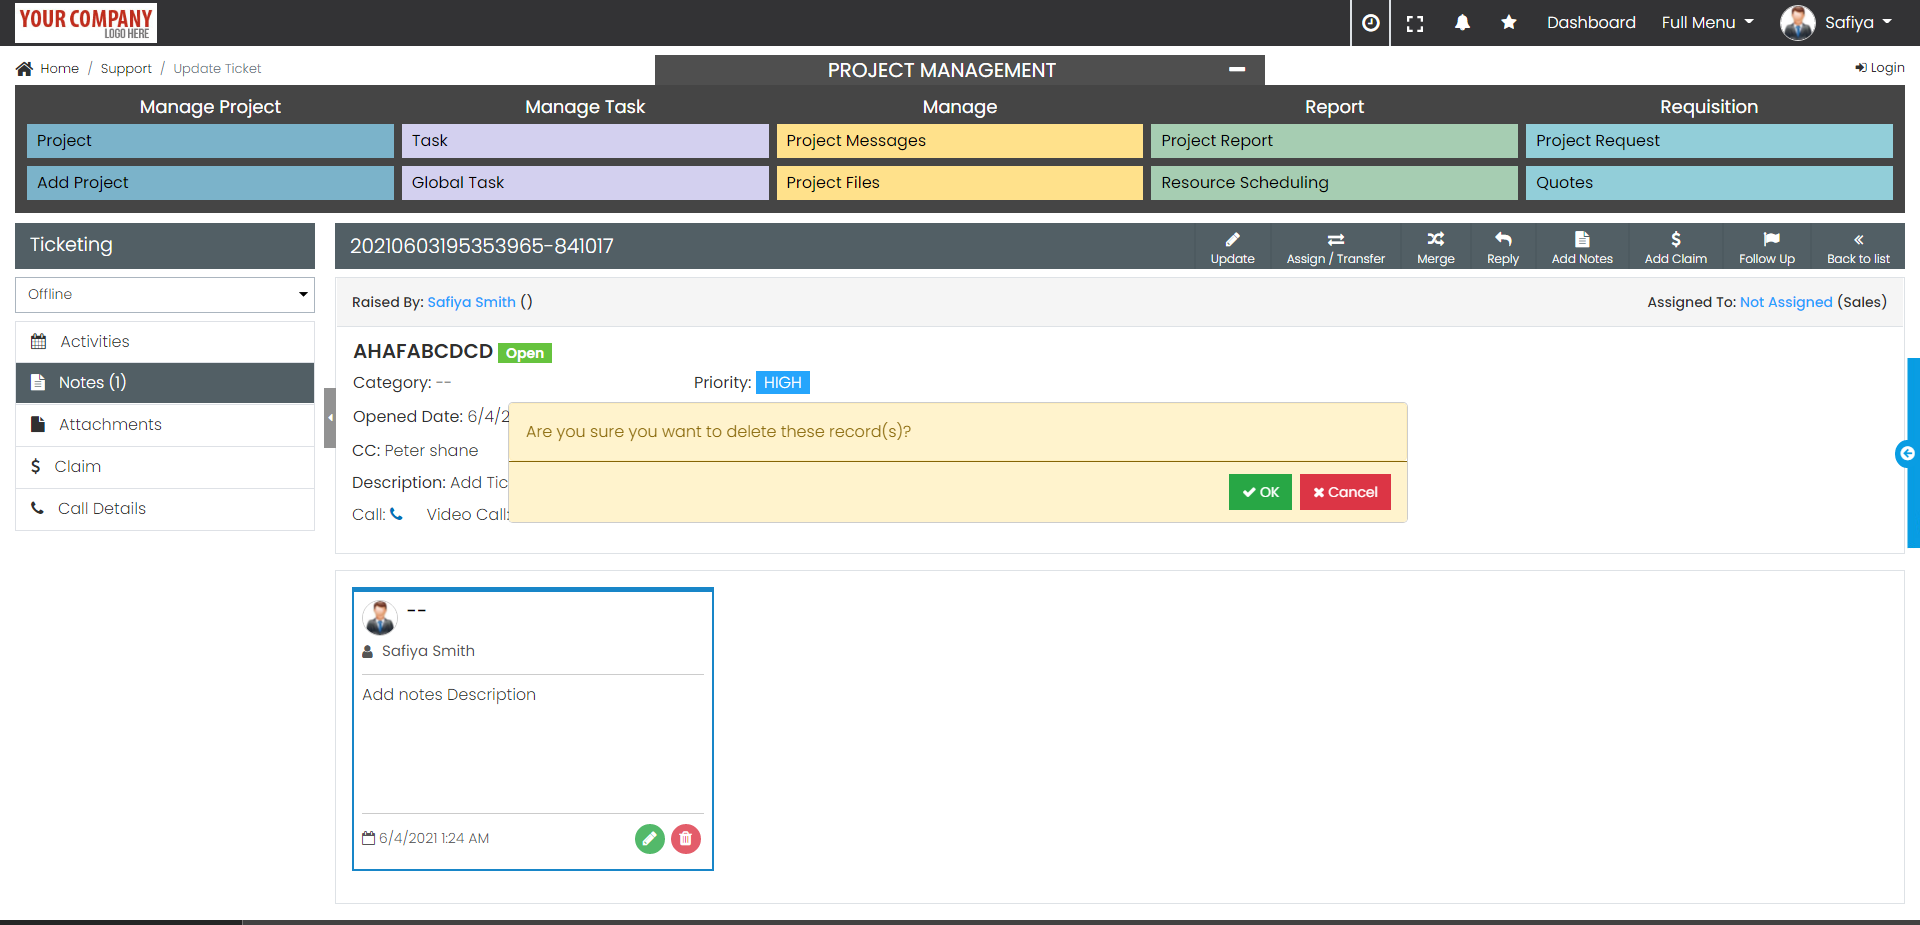 YOUR COMPANY
LOGO HERE
Dashboard
Full Menu
Safiya
Home / Support / Update Ticket
PROJECT MANAGEMENT
Login
Manage Project
Manage Task
Manage
Report
Requisition
Project
Task
Project Messages
Project Report
Project Request
Add Project
Global Task
Project Files
Resource Scheduling
Quotes
Ticketing
20210603195353965-841017
Update
Assign / Transfer
Merge
Reply
Add Notes
Add Claim
Follow Up
Back to list
Offline
Activities
Notes (1)
Attachments
Claim
Call Details
Raised By: Safiya Smith ()
Assigned To: Not Assigned (Sales)
AHAFABCDCD Open
Category: --
Priority: HIGH
Opened Date: 6/4/2
CC: Peter shane
Description: Add Tic
Call:
Video Call:
Are you sure you want to delete these record(s)?
OK
Cancel
--
Safiya Smith
Add notes Description
6/4/2021 1:24 AM